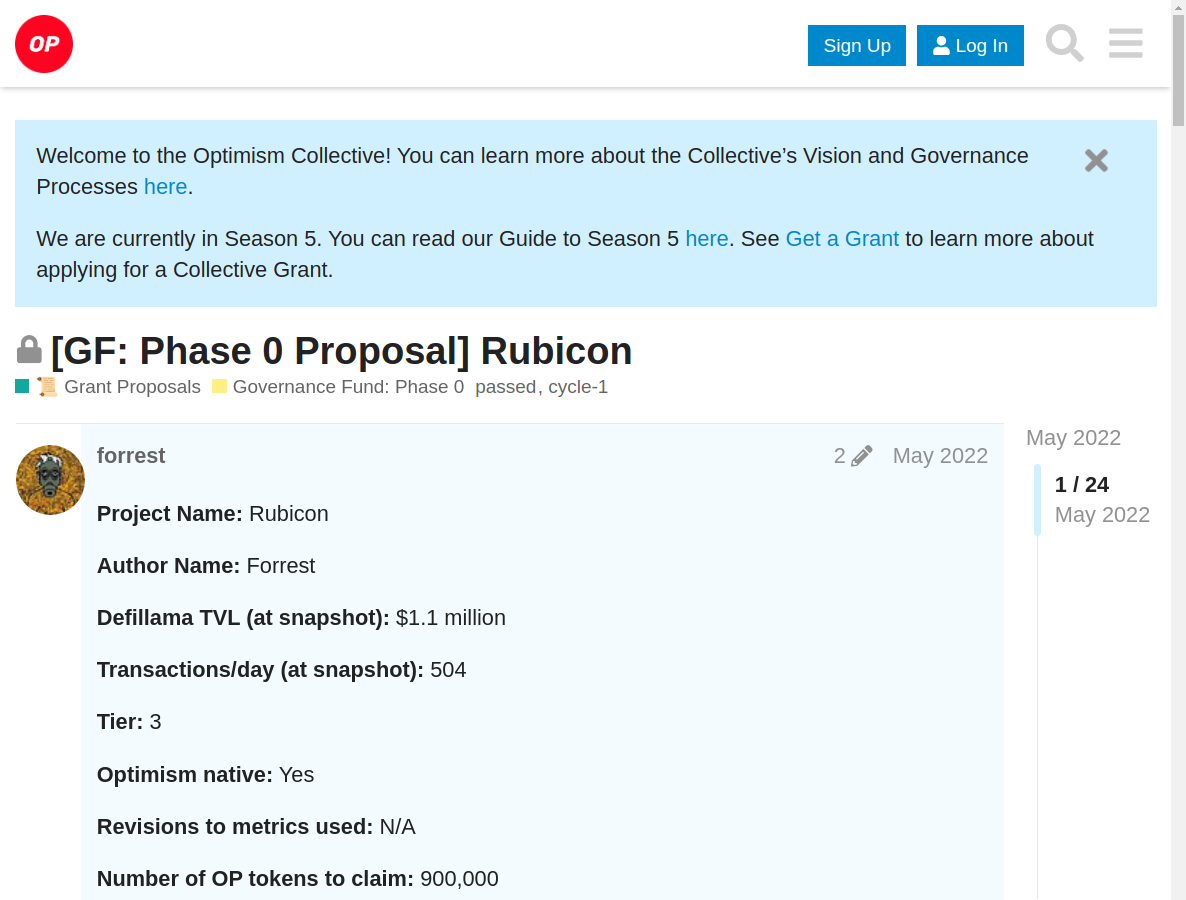 OP
Sign Up
Log In
Welcome to the Optimism Collective! You can learn more about the Collective’s Vision and Governance
Processes here.
We are currently in Season 5. You can read our Guide to Season 5 here. See Get a Grant to learn more about
applying for a Collective Grant.
[GF: Phase 0 Proposal] Rubicon
Grant Proposals Governance Fund: Phase 0 passed, cycle-1
forrest
2
May 2022
May 2022
1 / 24
May 2022
Project Name: Rubicon
Author Name: Forrest
Defillama TVL (at snapshot): $1.1 million
Transactions/day (at snapshot): 504
Tier: 3
Optimism native: Yes
Revisions to metrics used: N/A
Number of OP tokens to claim: 900,000